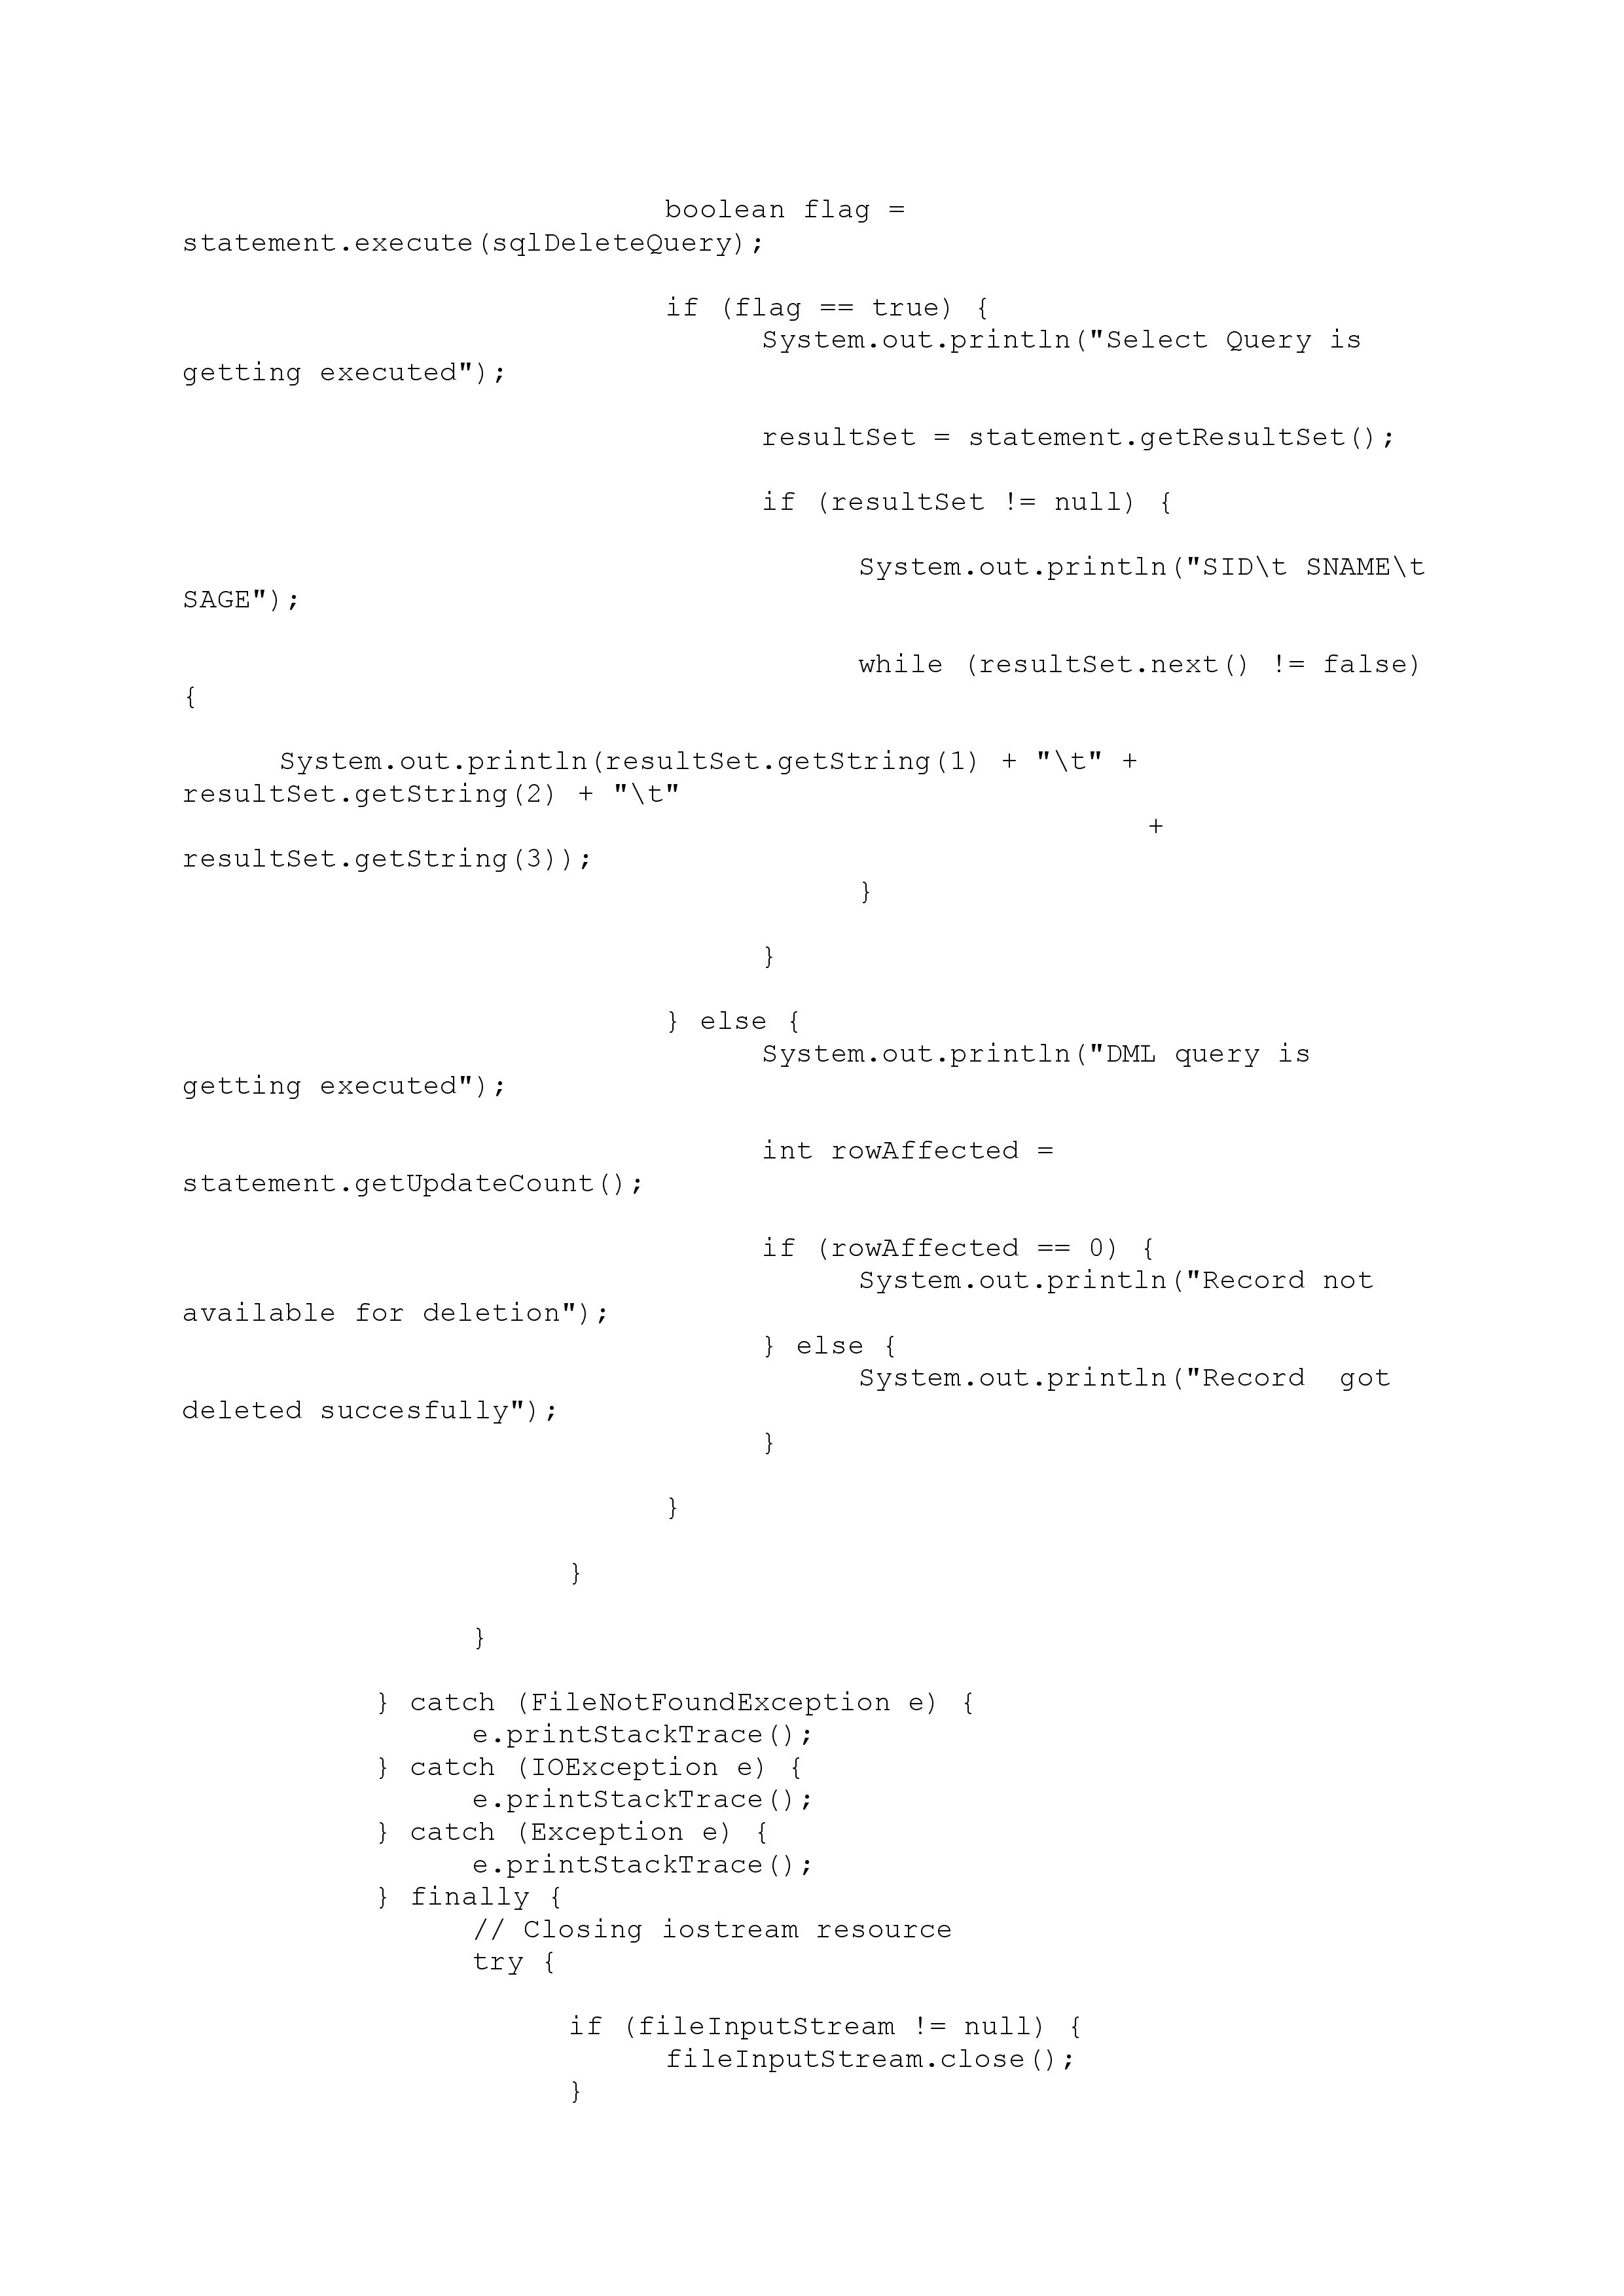 boolean flag =
statement.execute(sqlDeleteQuery);
if (flag == true) {
System.out.println("Select Query is
getting executed");
resultSet = statement.getResultSet();
if (resultSet != null) {
System.out.println("SID\t SNAME\t
SAGE");
while (resultSet.next() != false)
{
System.out.println(resultSet.getString(1) + "\t" +
resultSet.getString(2) + "\t"
+
resultSet.getString(3));
}
}
} else {
System.out.println("DML query is
getting executed");
int rowAffected =
statement.getUpdateCount();
if (rowAffected == 0) {
System.out.println("Record not
available for deletion");
} else {
System.out.println("Record  got
deleted succesfully");
}
}
}
}
} catch (FileNotFoundException e) {
e.printStackTrace();
} catch (IOException e) {
e.printStackTrace();
} catch (Exception e) {
e.printStackTrace();
} finally {
// Closing iostream resource
try {
if (fileInputStream != null) {
fileInputStream.close();
}